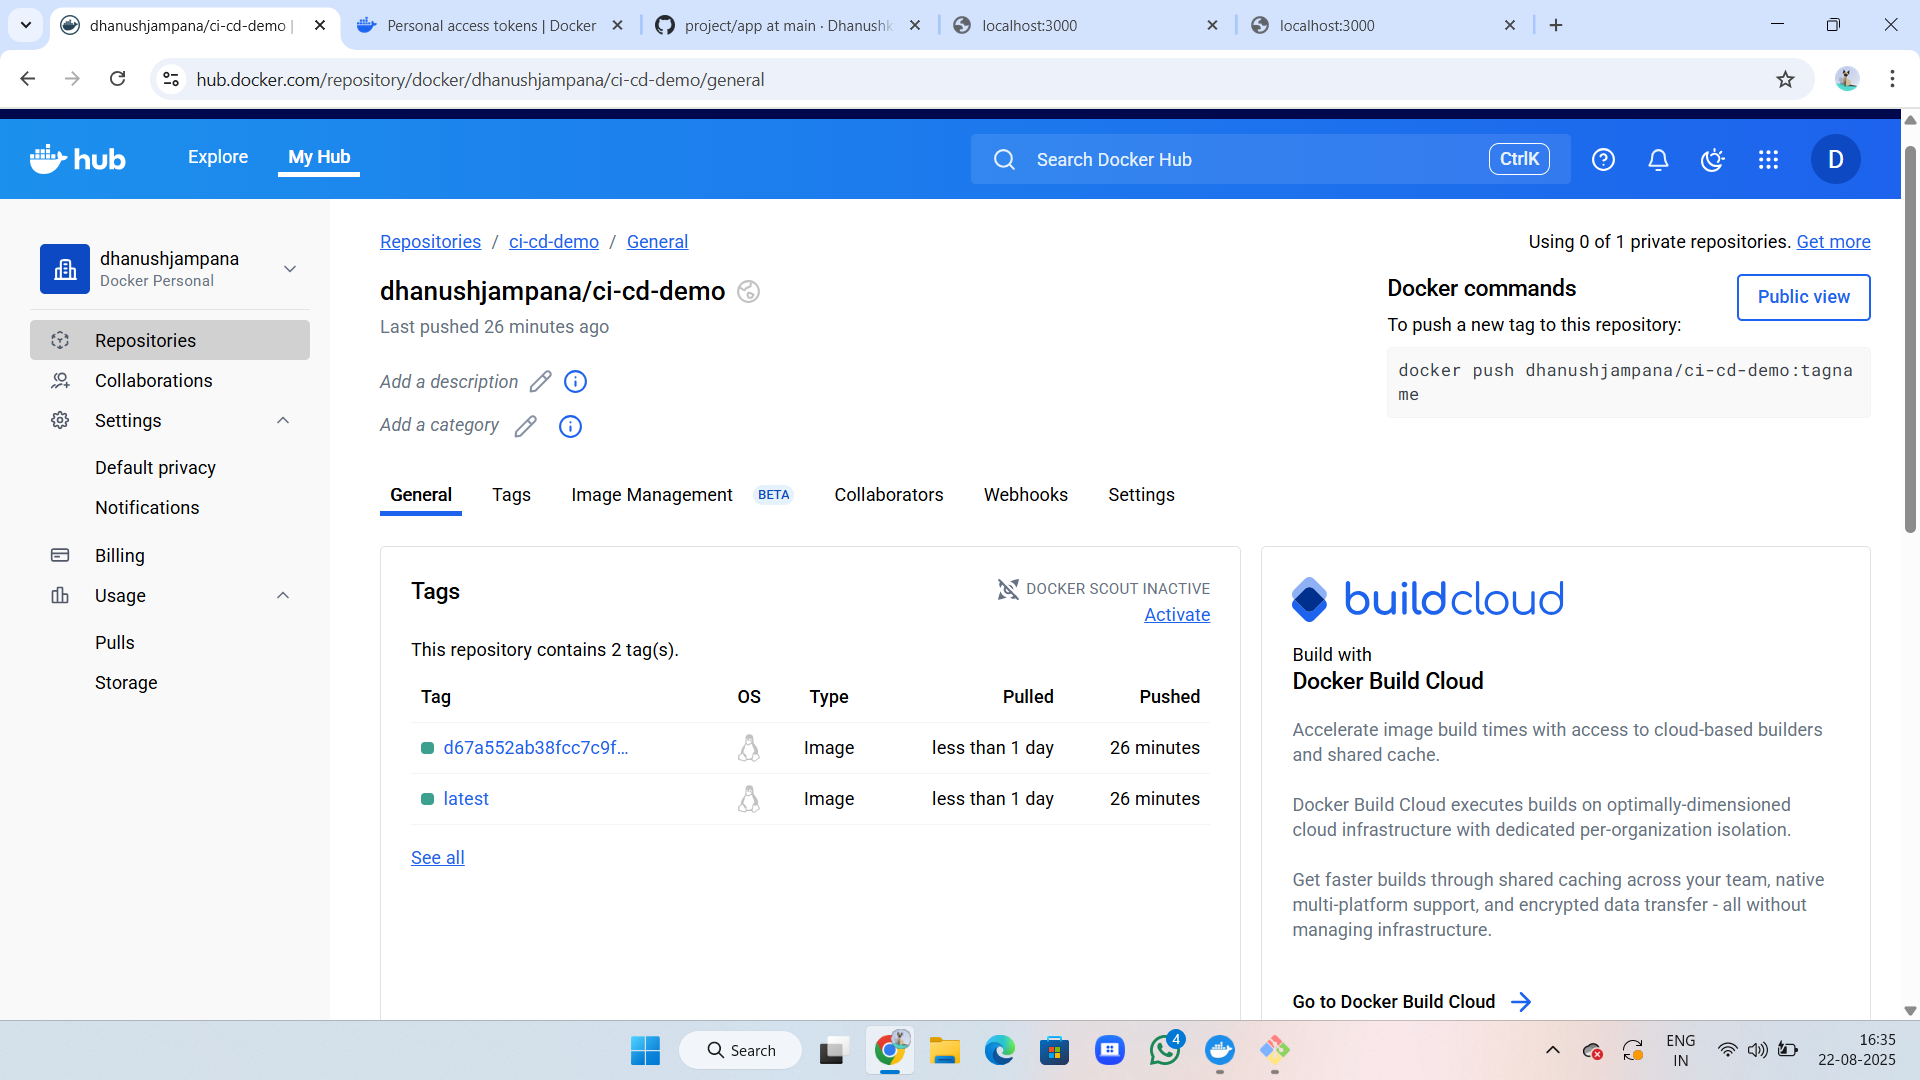 dhanushjampana/ci-cd-demo |
Personal access tokens | Docker
project/app at main · Dhanushk
localhost:3000
localhost:3000
hub.docker.com/repository/docker/dhanushjampana/ci-cd-demo/general
hub
Explore
My Hub
Search Docker Hub
CtrlK
D
dhanushjampana
Docker Personal
Repositories
Collaborations
Settings
Default privacy
Notifications
Billing
Usage
Pulls
Storage
Repositories / ci-cd-demo / General
Using 0 of 1 private repositories. Get more
dhanushjampana/ci-cd-demo
Last pushed 26 minutes ago
Add a description
Add a category
Docker commands
Public view
To push a new tag to this repository:
docker push dhanushjampana/ci-cd-demo:tagna
me
General Tags Image Management BETA Collaborators Webhooks Settings
Tags
DOCKER SCOUT INACTIVE
Activate
This repository contains 2 tag(s).
Tag OS Type Pulled Pushed
d67a552ab38fcc7c9f... Image less than 1 day 26 minutes
latest Image less than 1 day 26 minutes
See all
buildcloud
Build with
Docker Build Cloud
Accelerate image build times with access to cloud-based builders
and shared cache.
Docker Build Cloud executes builds on optimally-dimensioned
cloud infrastructure with dedicated per-organization isolation.
Get faster builds through shared caching across your team, native
multi-platform support, and encrypted data transfer - all without
managing infrastructure.
Go to Docker Build Cloud
Search
4
ENG
IN
16:35
22-08-2025